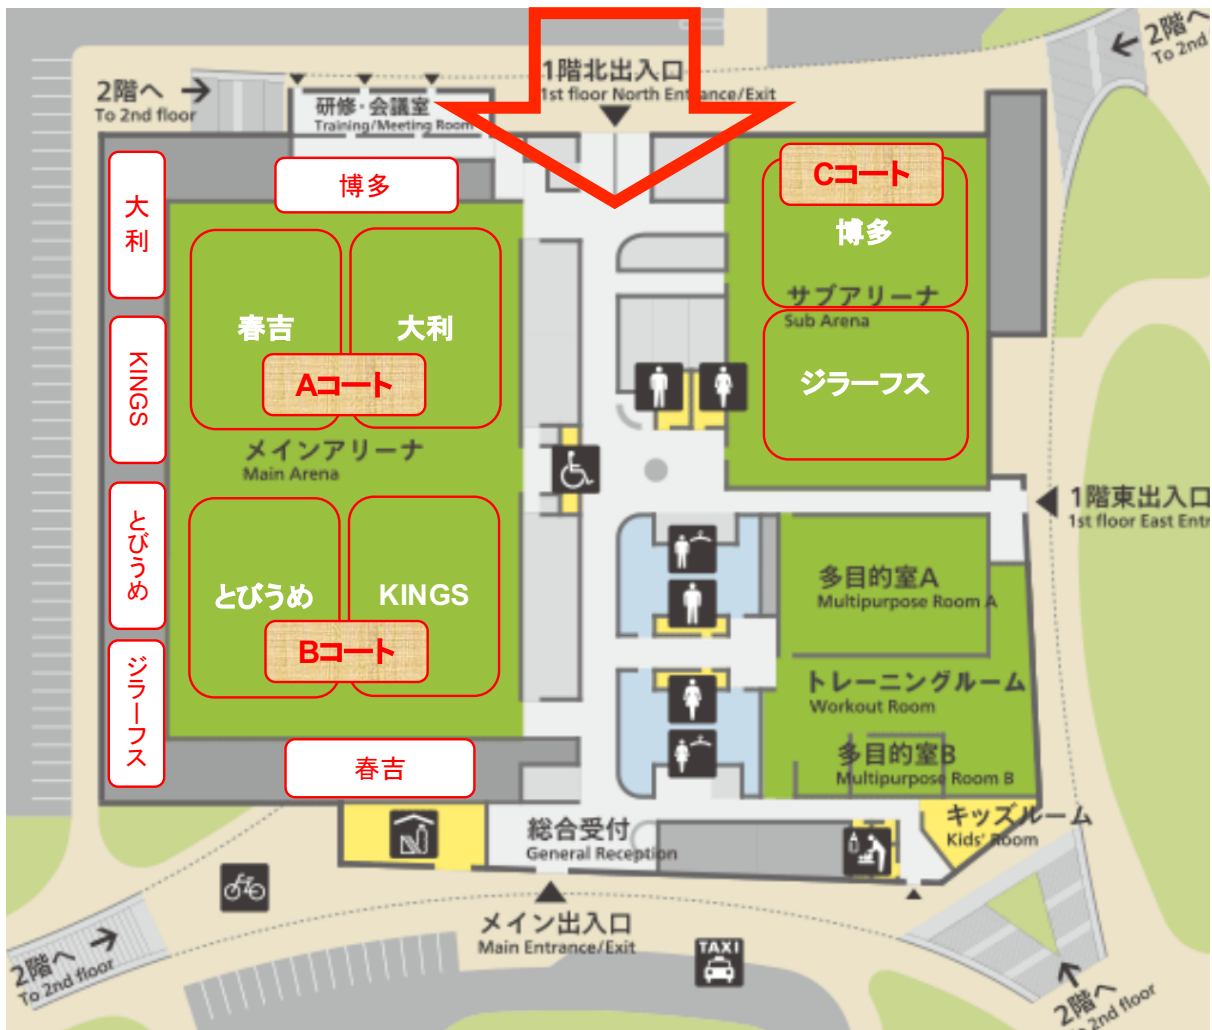 2階へ
To 2nd floor
1階北出入口
1st floor North Entrance/Exit
2階へ
To 2nd
研修・会議室
Training/Meeting Room
大利
博多
Cコート
博多
サブアリーナ
Sub Arena
春吉
大利
KINGS
Aコート
ジラーフス
メインアリーナ
Main Arena
1階東出入口
1st floor East Entr
とびうめ
とびうめ
KINGS
Bコート
多目的室A
Multipurpose Room A
ジラーフス
トレーニングルーム
Workout Room
多目的室B
Multipurpose Room B
春吉
キッズルーム
Kids' Room
総合受付
General Reception
メイン出入口
Main Entrance/Exit
TAXI
2階へ
To 2nd floor
2階へ
2nd floor